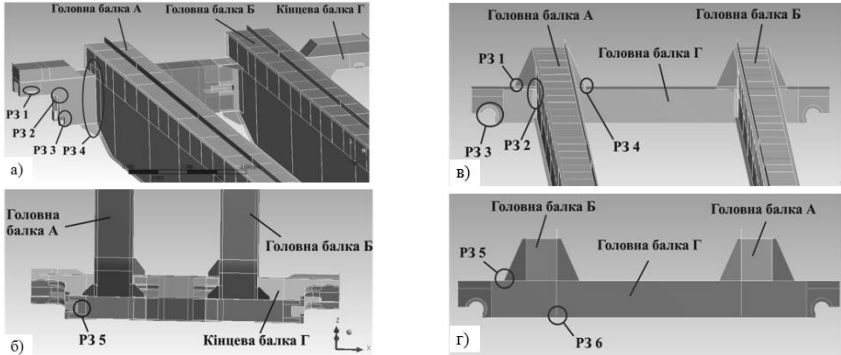 Головна балка А
Головна балка Б
Кінцева балка Г
РЗ 1
РЗ 2
РЗ 3
РЗ 4
а)
Головна балка А
Головна балка Б
Головна балка Г
РЗ 1
РЗ 2
РЗ 3
РЗ 4
в)
Головна
балка А
Головна балка Б
Кінцева балка Г
РЗ 5
Z
X
б)
Головна балка Б
Головна балка А
Головна балка Г
РЗ 5
РЗ 6
г)